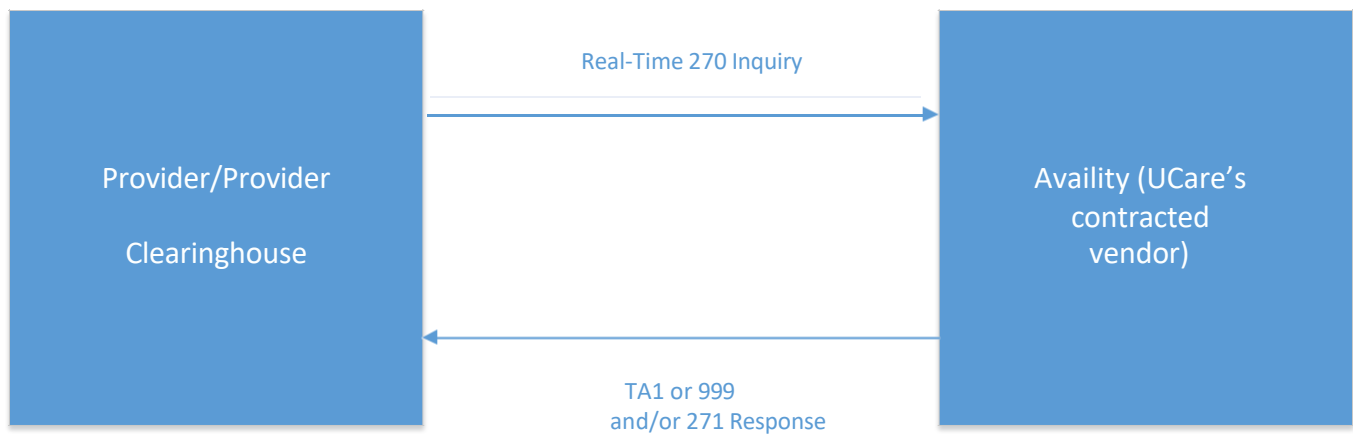 Real-Time 270 Inquiry
Provider/Provider
Clearinghouse
Availity (UCare’s
contracted
vendor)
TA1 or 999
and/or 271 Response